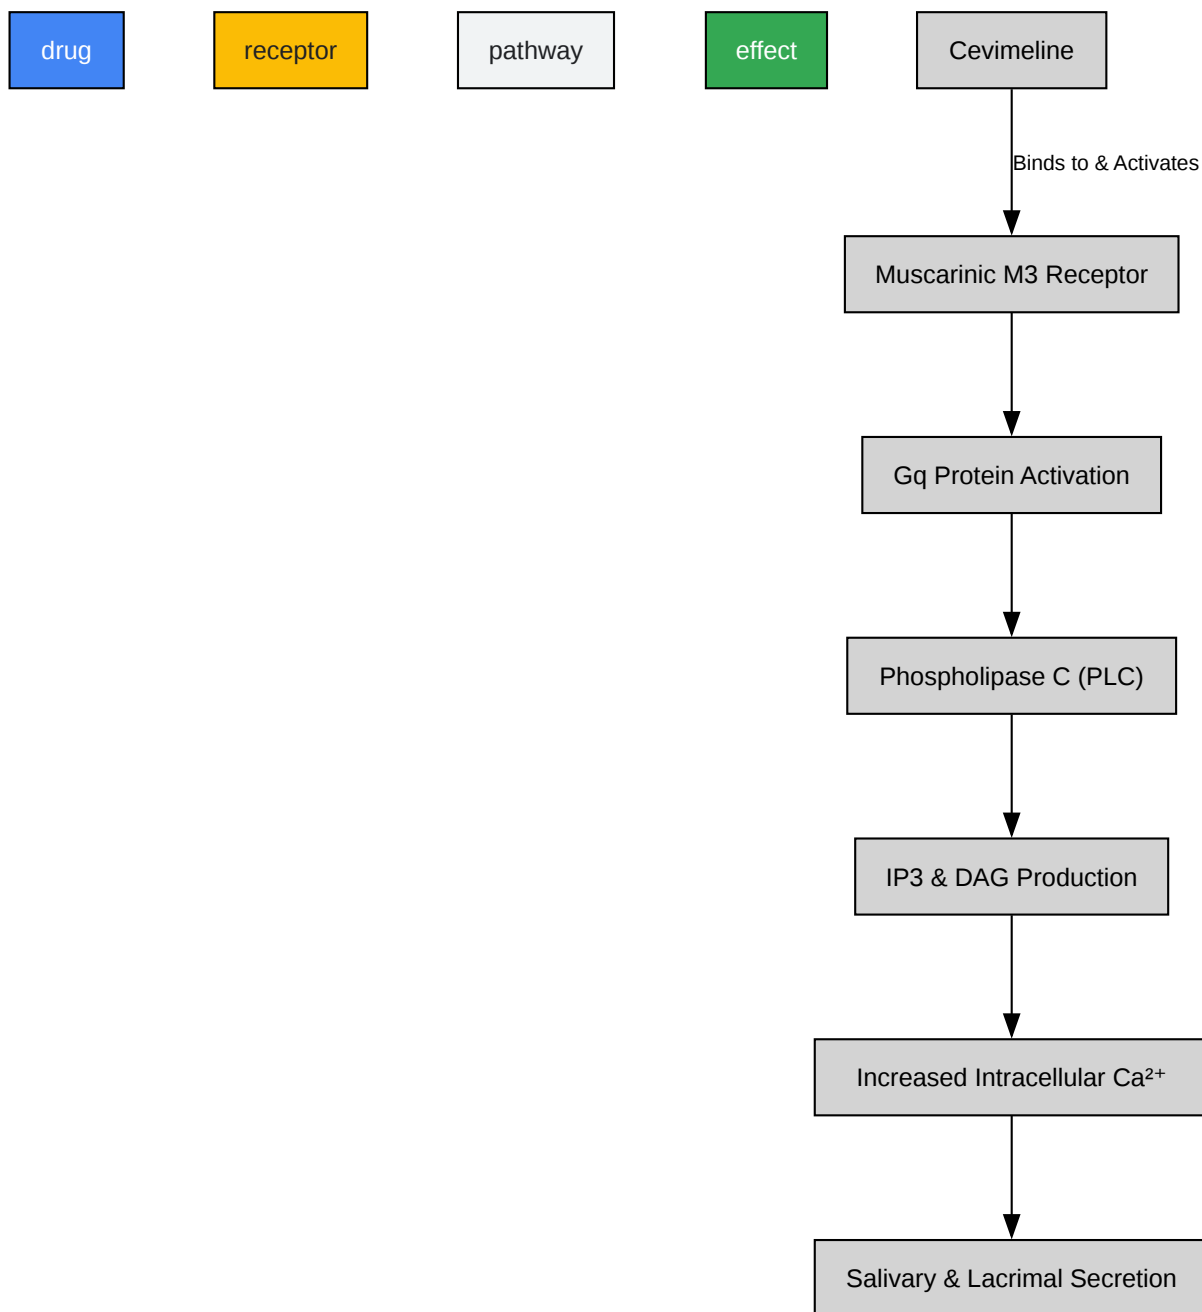 drug
receptor
pathway
effect
Cevimeline
Binds to & Activates
Muscarinic M3 Receptor
Gq Protein Activation
Phospholipase C (PLC)
IP3 & DAG Production
Increased Intracellular Ca²⁺
Salivary & Lacrimal Secretion